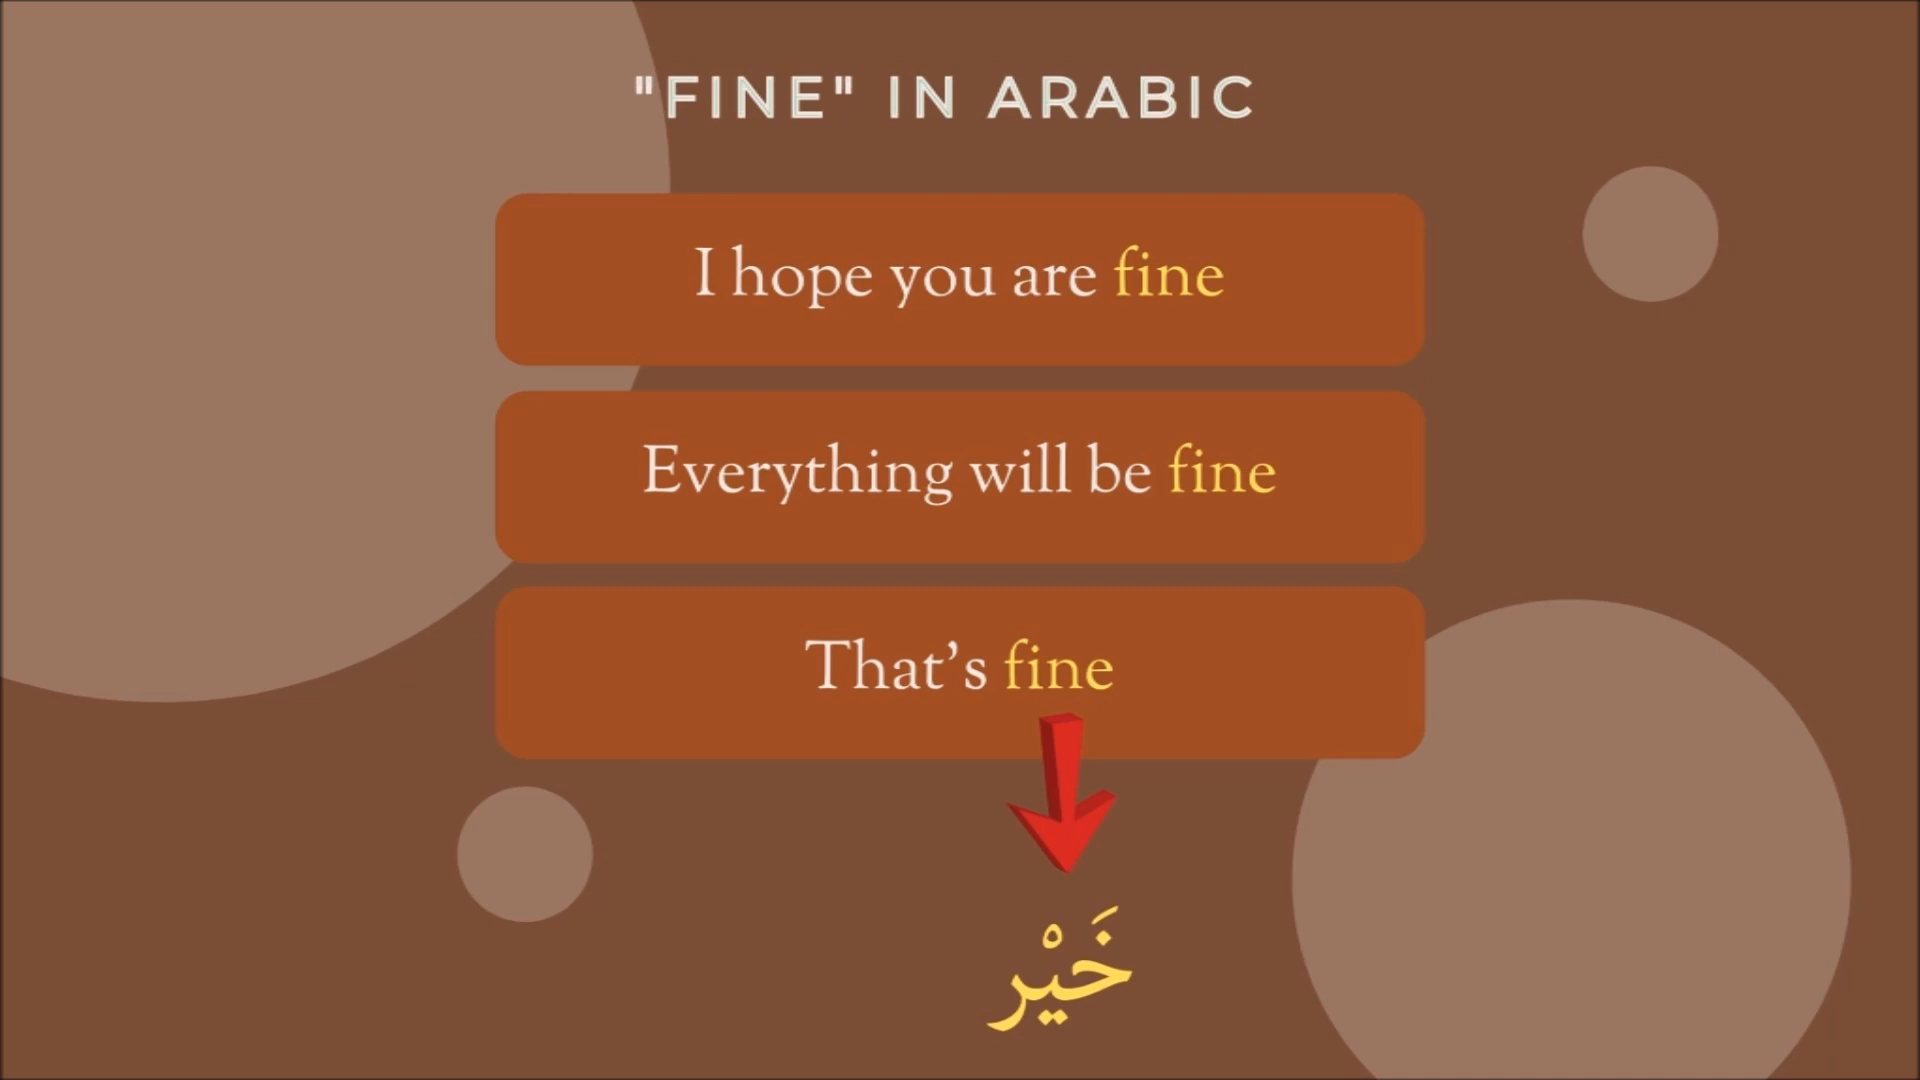 "FINE" IN ARABIC
I hope you are fine
Everything will be fine
That’s fine
خَيْر